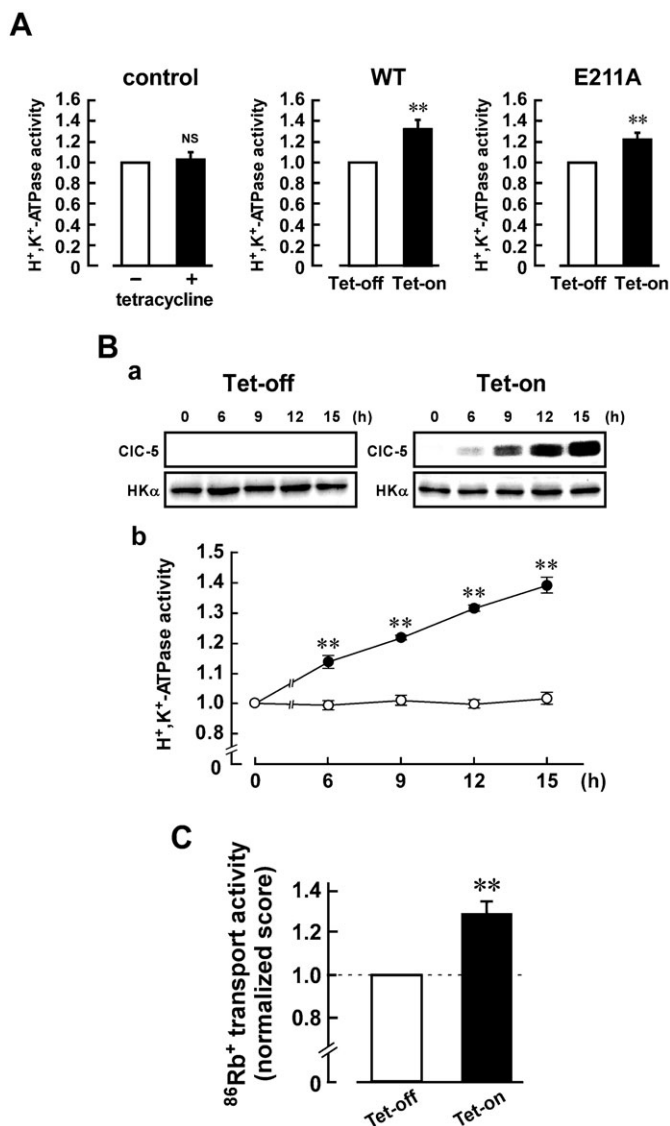 A
control WT E211A
H⁺,K⁺-ATPase activity
1.6
1.4
1.2
1.0
0.8
0.6
0.4
0.2
0
NS
− +
tetracycline
H⁺,K⁺-ATPase activity
1.6
1.4
1.2
1.0
0.8
0.6
0.4
0.2
0
**
Tet-off Tet-on
H⁺,K⁺-ATPase activity
1.6
1.4
1.2
1.0
0.8
0.6
0.4
0.2
0
**
Tet-off Tet-on
B
a
Tet-off
0 6 9 12 15 (h)
ClC-5
HKα
Tet-on
0 6 9 12 15 (h)
ClC-5
HKα
b
H⁺,K⁺-ATPase activity
1.5
1.4
1.3
1.2
1.1
1.0
0.8
0
** ** ** **
0 6 9 12 15 (h)
C
⁸⁶Rb⁺ transport activity
(normalized score)
1.4
1.2
1.0
0.8
0
**
Tet-off Tet-on